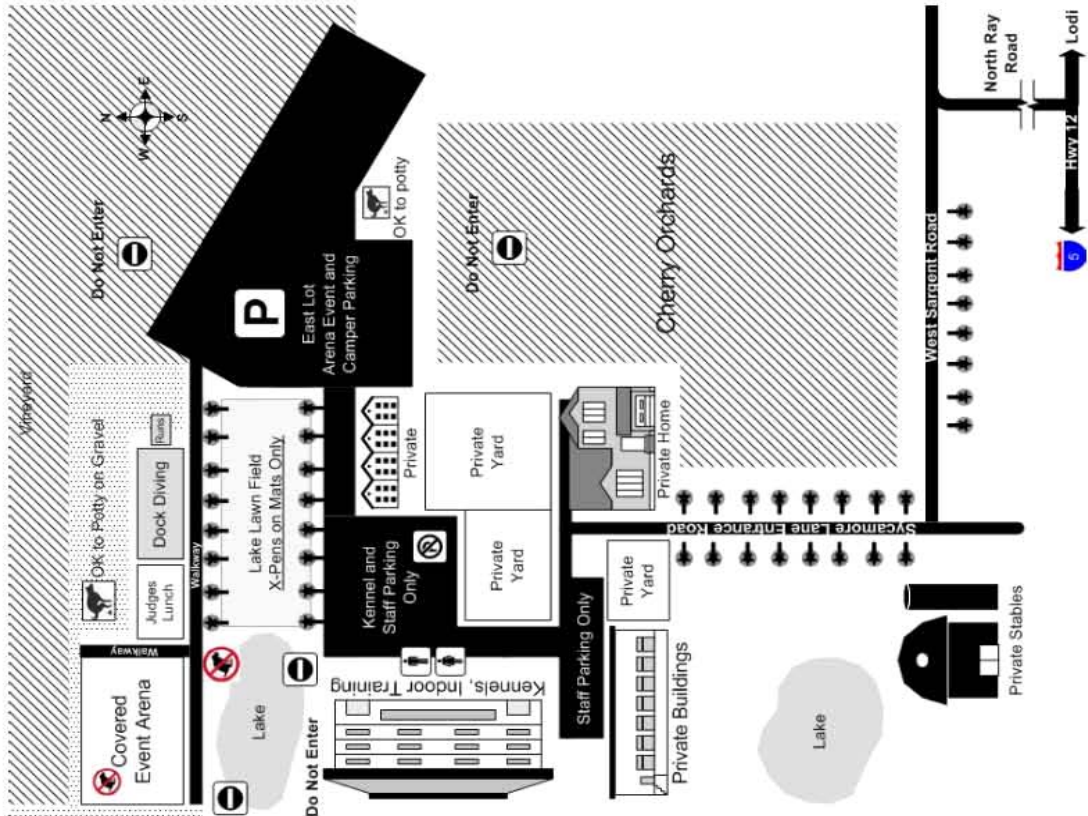 Vineyard
OK to Potty on Gravel
Do Not Enter
N
W
E
S
Covered
Event Arena
Walkway
Judges
Lunch
Dock Diving
Runs
Walkway
Lake
Lake Lawn Field
X-Pens on Mats Only
P
East Lot
Arena Event and
Camper Parking
OK to potty
Do Not Enter
Do Not Enter
Cherry Orchards
Kennels, Indoor Training
Kennel and
Staff Parking
Only
P
Private
Private
Yard
Private
Yard
Staff Parking Only
Private
Yard
Private Home
Private Buildings
Sycamore Lane Entrance Road
Lake
Private Stables
West Sargent Road
North Ray
Road
Hwy 12
Lodi
5